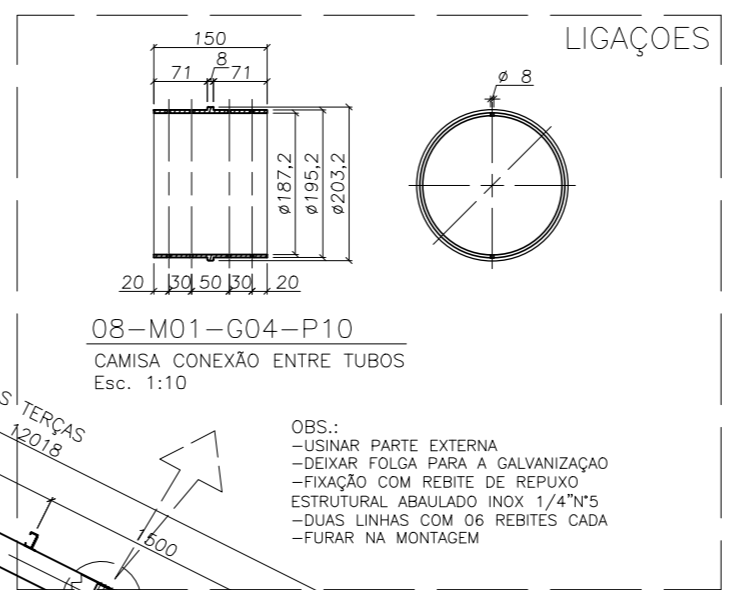 LIGAÇOES
150
71
8
71
ø 8
ø187,2
ø195,2
ø203,2
20
30
50
30
20
08-M01-G04-P10
CAMISA CONEXÃO ENTRE TUBOS
Esc. 1:10
S TERÇAS
12018
1500
OBS.:
-USINAR PARTE EXTERNA
-DEIXAR FOLGA PARA A GALVANIZAÇAO
-FIXAÇÃO COM REBITE DE REPUXO
ESTRUTURAL ABAULADO INOX 1/4"N°5
-DUAS LINHAS COM 06 REBITES CADA
-FURAR NA MONTAGEM